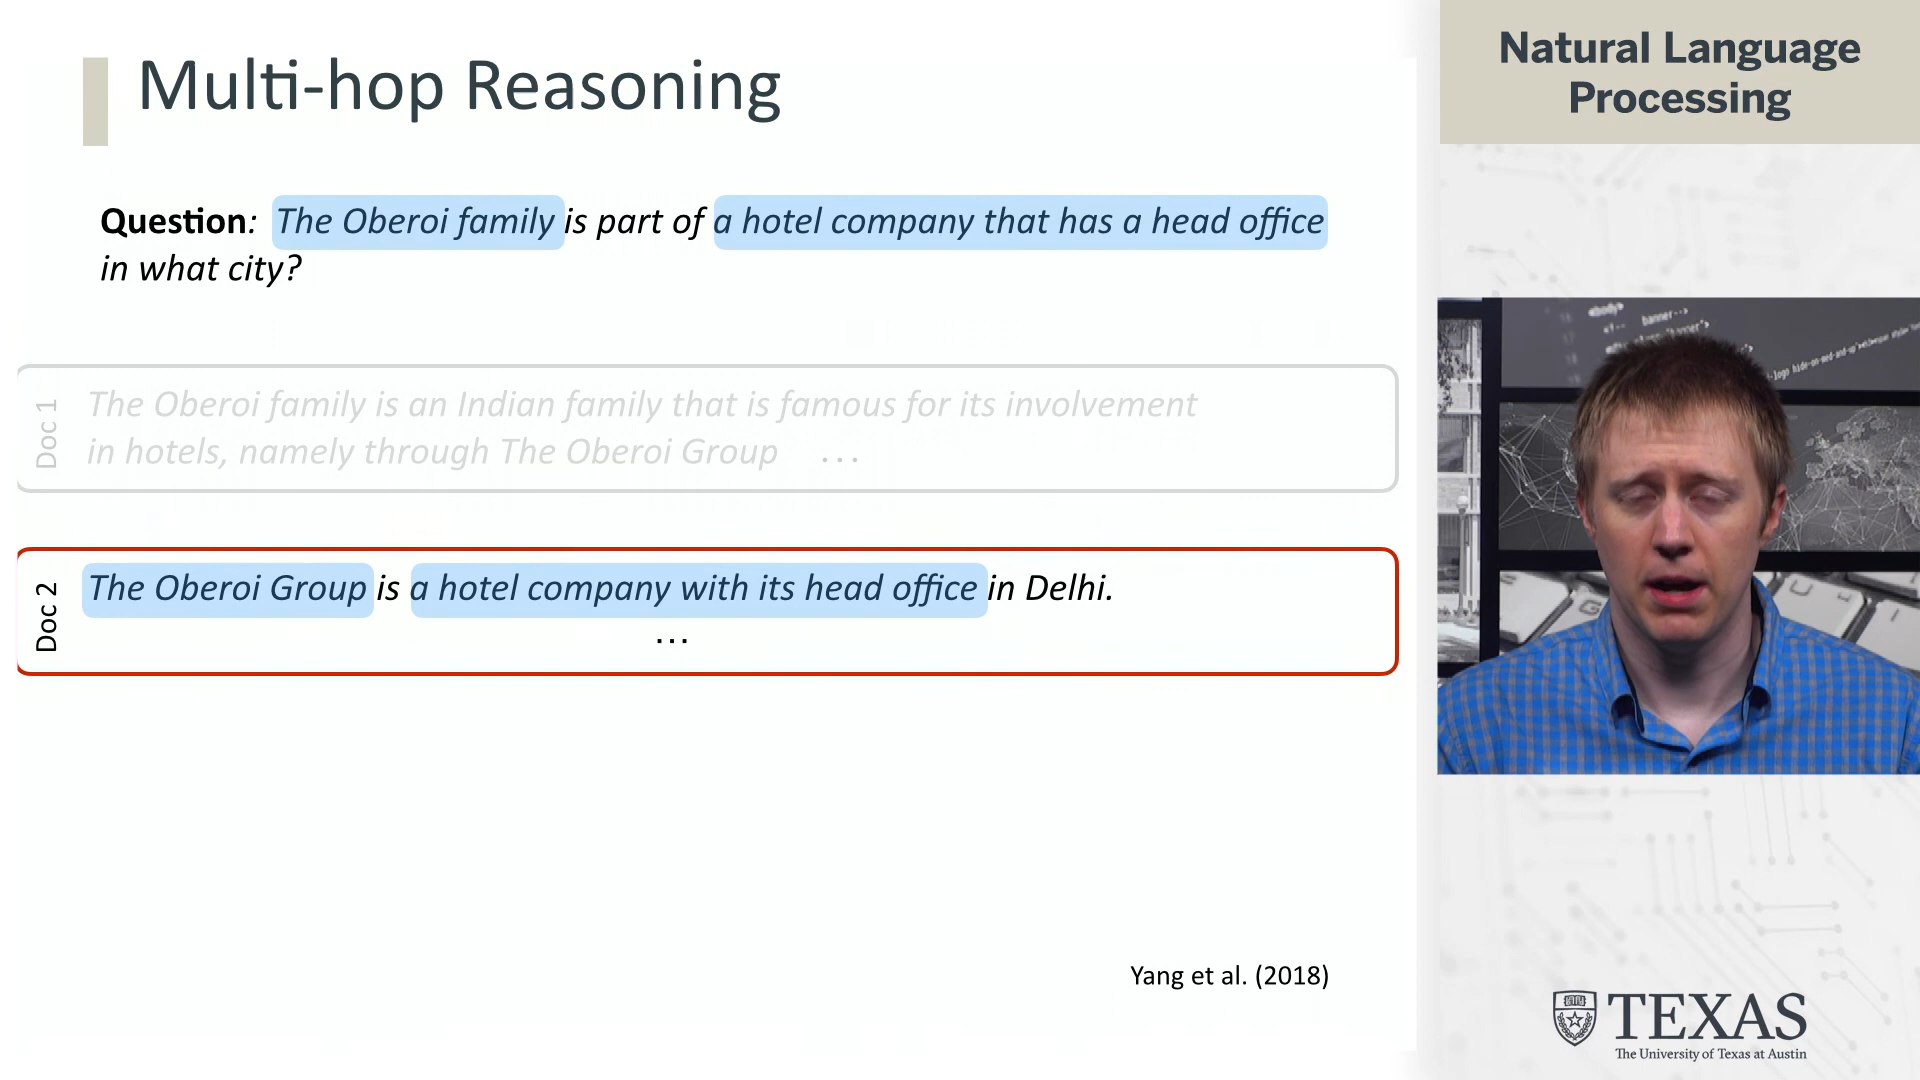 Multi-hop Reasoning
Natural Language
Processing
Question: The Oberoi family is part of a hotel company that has a head office
in what city?
Doc 1
The Oberoi family is an Indian family that is famous for its involvement
in hotels, namely through The Oberoi Group ...
Doc 2
The Oberoi Group is a hotel company with its head office in Delhi.
...
Yang et al. (2018)
TEXAS
The University of Texas at Austin